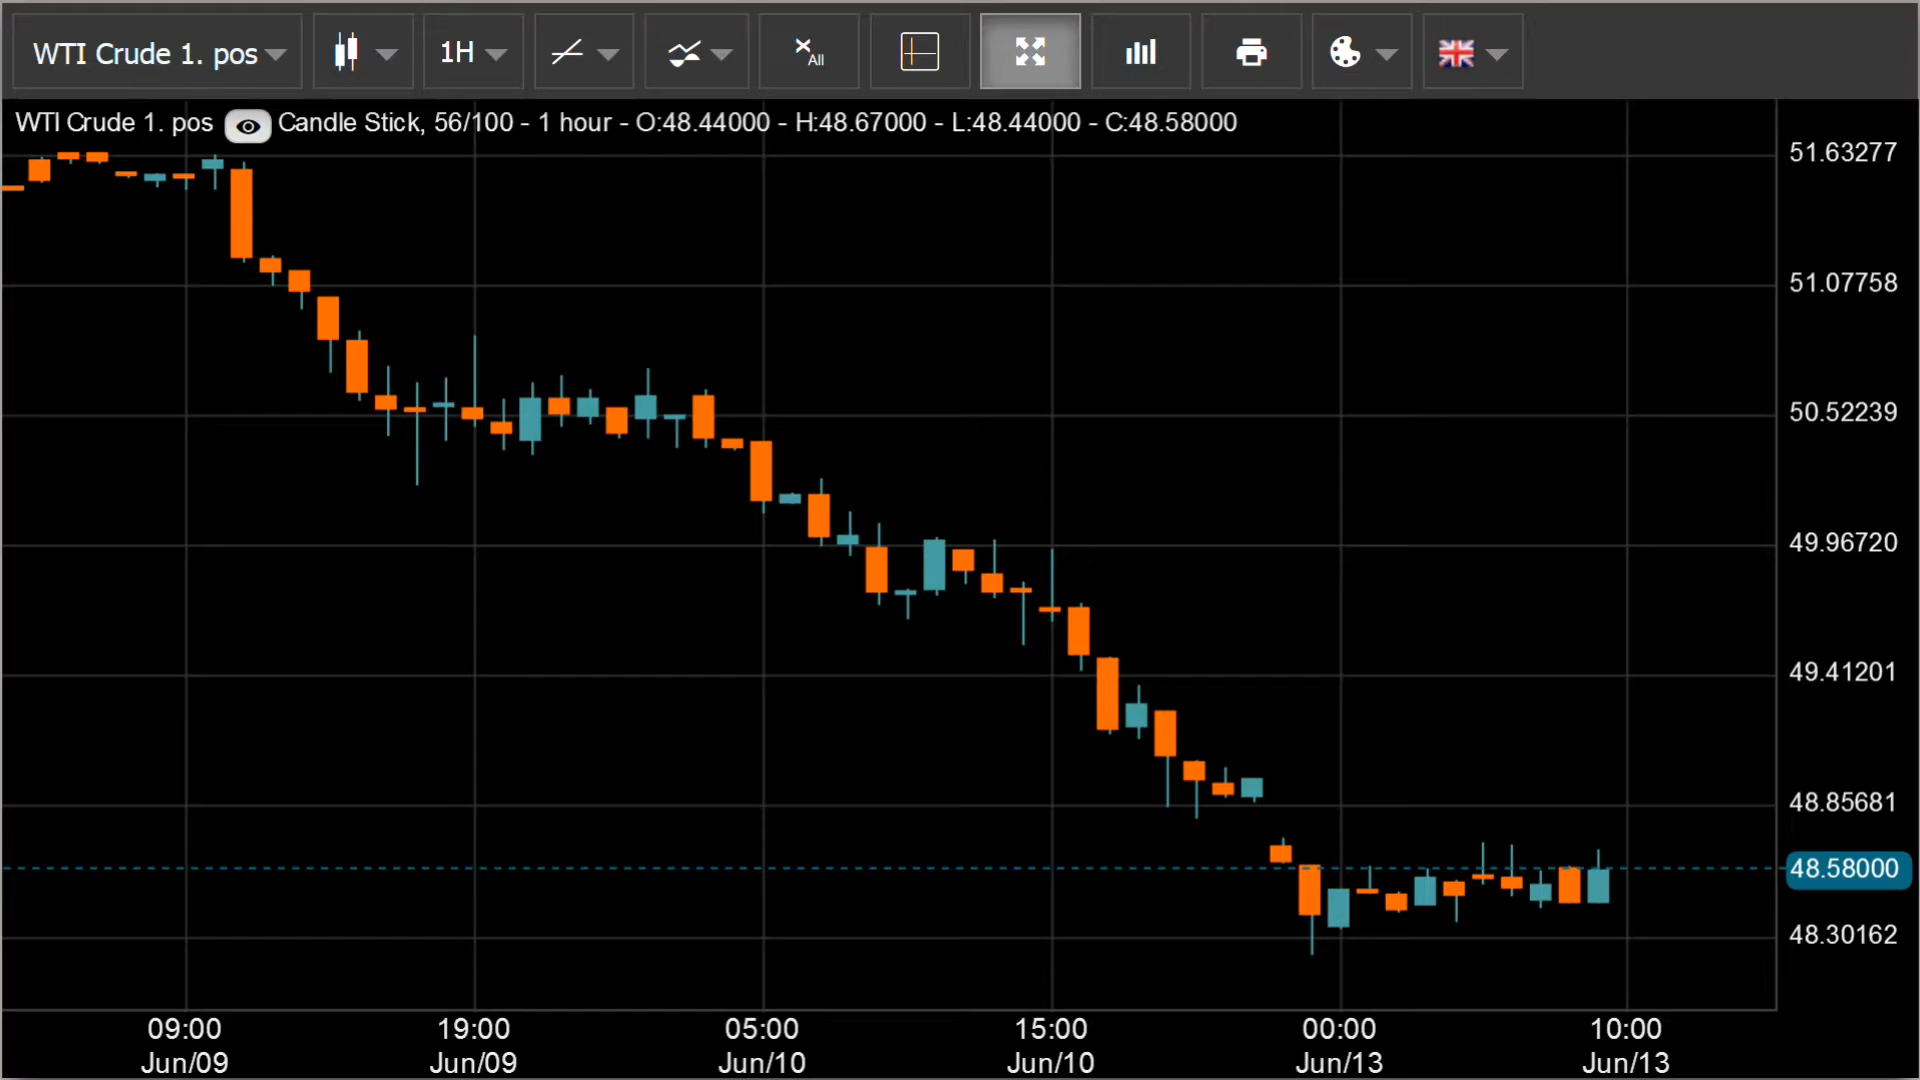 WTI Crude 1. pos 1H All
WTI Crude 1. pos Candle Stick, 56/100 - 1 hour - O:48.44000 - H:48.67000 - L:48.44000 - C:48.58000
51.63277
51.07758
50.52239
49.96720
49.41201
48.85681
48.58000
48.30162
09:00 19:00 05:00 15:00 00:00 10:00
Jun/09 Jun/09 Jun/10 Jun/10 Jun/13 Jun/13